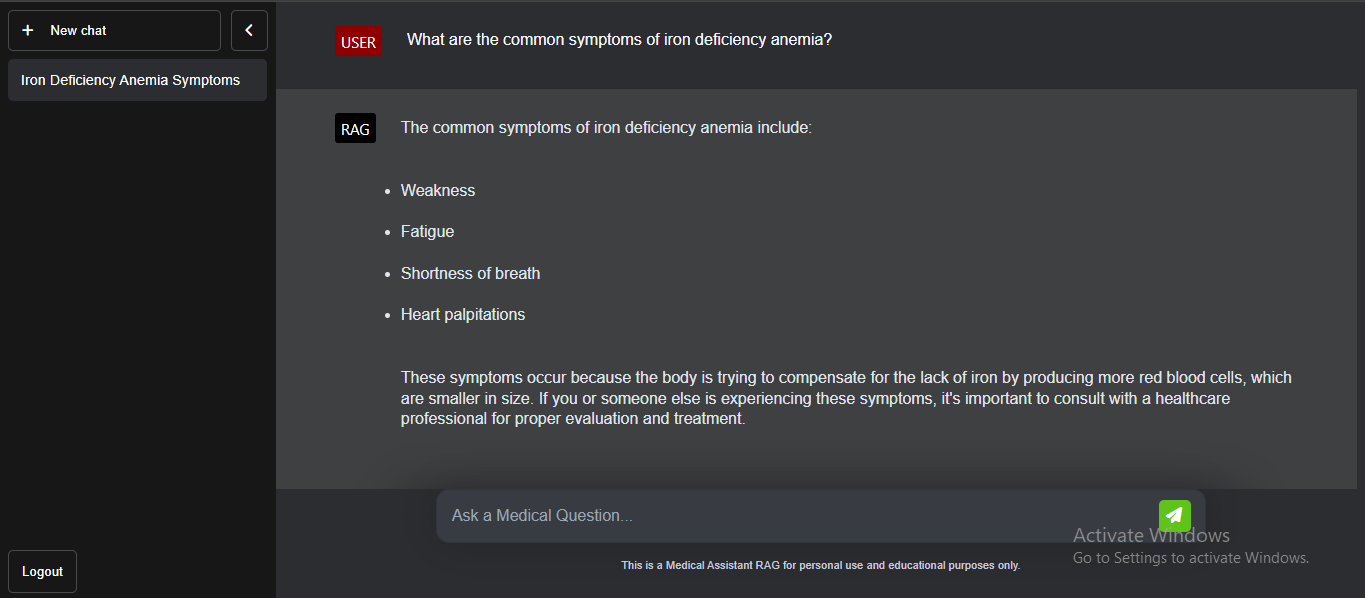 + New chat
Iron Deficiency Anemia Symptoms
USER What are the common symptoms of iron deficiency anemia?
RAG The common symptoms of iron deficiency anemia include:
• Weakness
• Fatigue
• Shortness of breath
• Heart palpitations
These symptoms occur because the body is trying to compensate for the lack of iron by producing more red blood cells, which
are smaller in size. If you or someone else is experiencing these symptoms, it's important to consult with a healthcare
professional for proper evaluation and treatment.
Ask a Medical Question...
Activate Windows
Go to Settings to activate Windows.
This is a Medical Assistant RAG for personal use and educational purposes only.
Logout